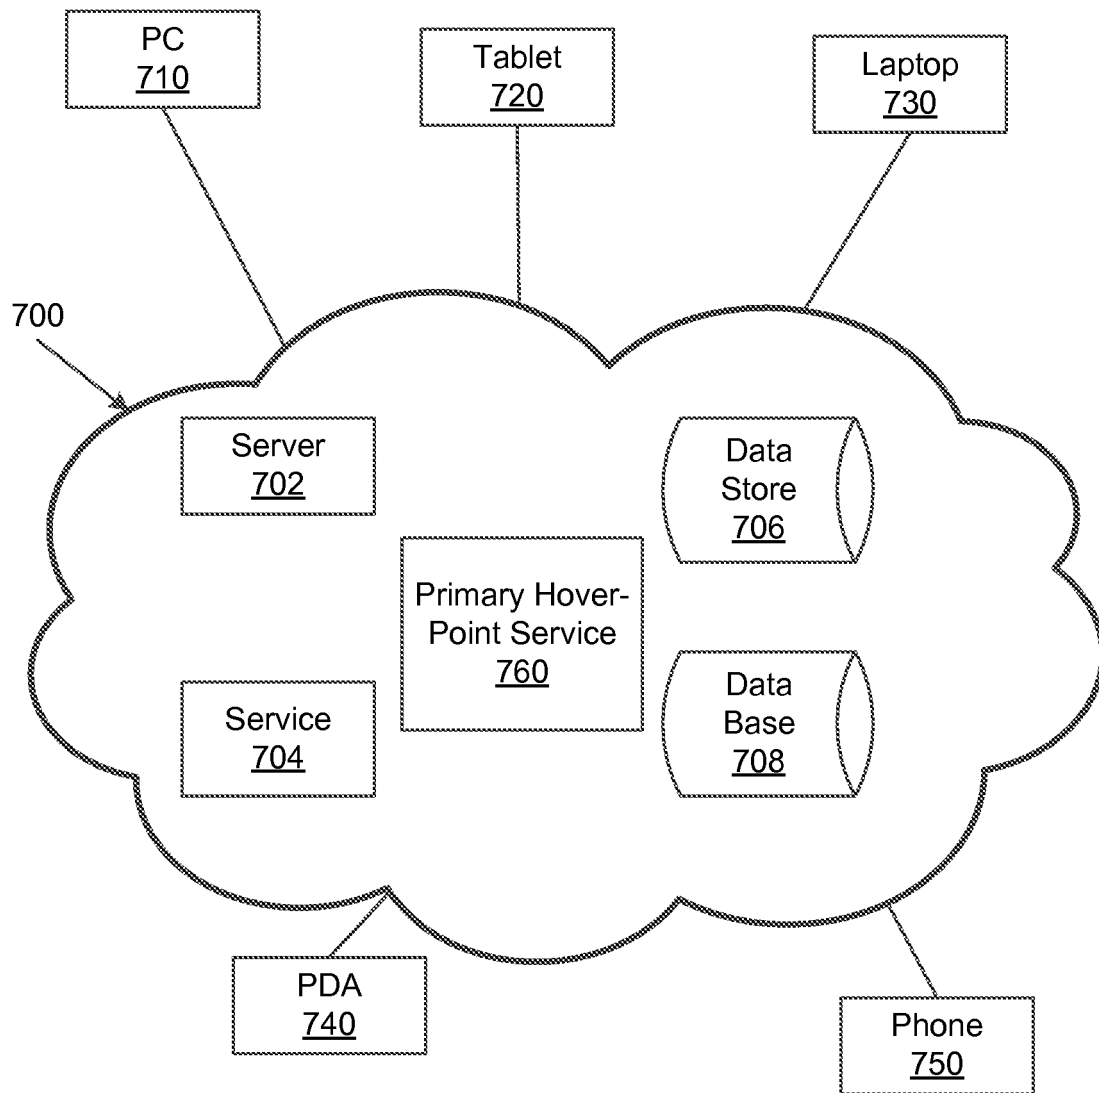 PC
710
Tablet
720
Laptop
730
700
Server
702
Data
Store
706
Primary Hover-
Point Service
760
Service
704
Data
Base
708
PDA
740
Phone
750